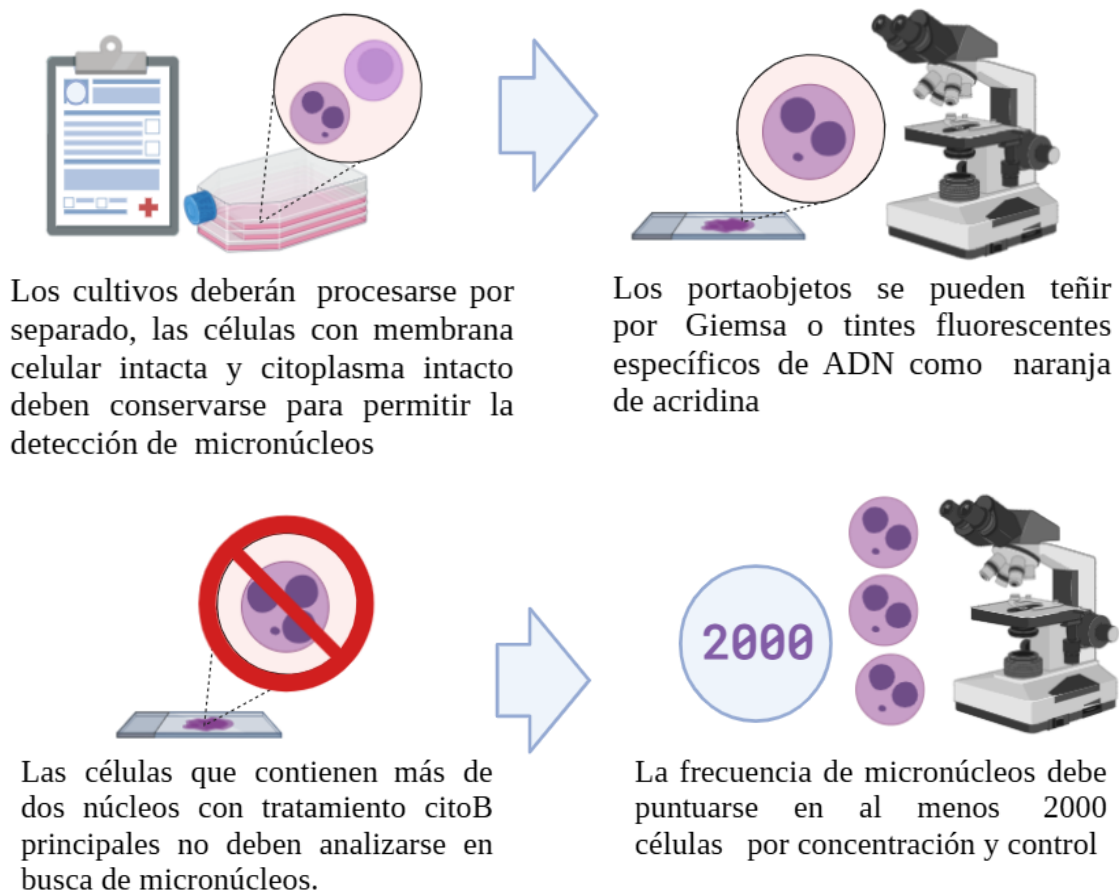 Los cultivos deberán procesarse por
separado, las células con membrana
celular intacta y citoplasma intacto
deben conservarse para permitir la
detección de micronúcleos
Los portaobjetos se pueden teñir
por Giemsa o tintes fluorescentes
específicos de ADN como naranja
de acridina
Las células que contienen más de
dos núcleos con tratamiento citoB
principales no deben analizarse en
busca de micronúcleos.
2000
La frecuencia de micronúcleos debe
puntuarse en al menos 2000
células por concentración y control